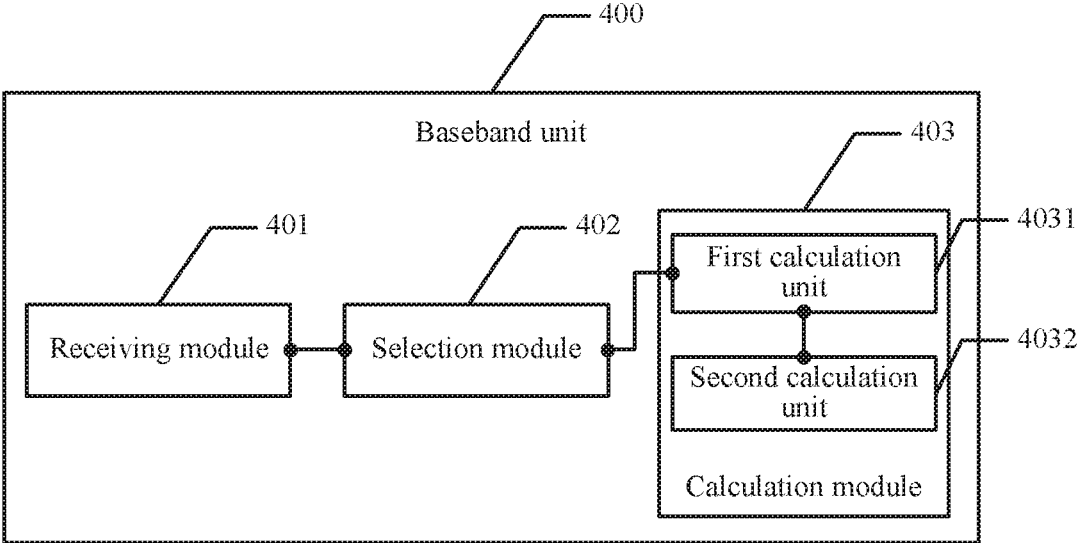 400
Baseband unit
403
401
402
4031
First calculation
unit
Receiving module
Selection module
4032
Second calculation
unit
Calculation module